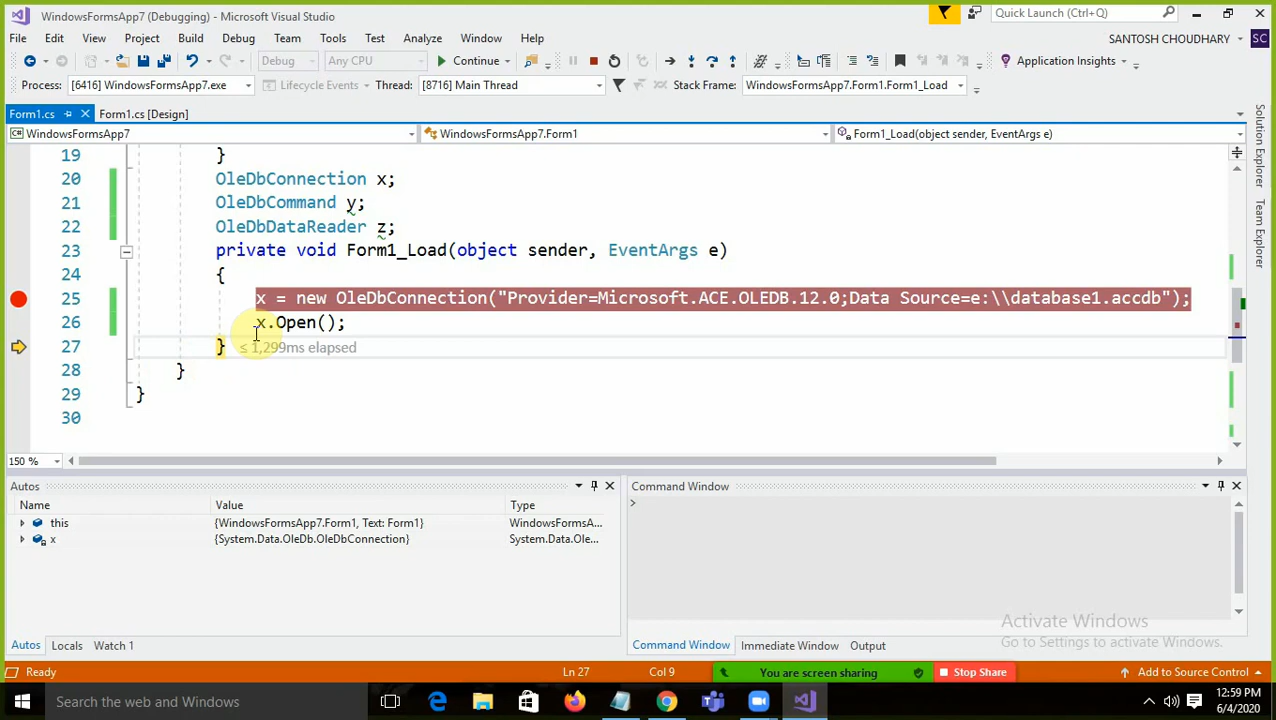 WindowsFormsApp7 (Debugging) - Microsoft Visual Studio
Quick Launch (Ctrl+Q)
File Edit View Project Build Debug Team Tools Test Analyze Window Help
SANTOSH CHOUDHARY
SC
Debug Any CPU Continue Application Insights
Process: [6416] WindowsFormsApp7.exe Lifecycle Events Thread: [8716] Main Thread Stack Frame: WindowsFormsApp7.Form1.Form1_Load
Form1.cs Form1.cs [Design]
WindowsFormsApp7 WindowsFormsApp7.Form1 Form1_Load(object sender, EventArgs e)
19 }
20 OleDbConnection x;
21 OleDbCommand y;
22 OleDbDataReader z;
23 private void Form1_Load(object sender, EventArgs e)
24 {
25 x = new OleDbConnection("Provider=Microsoft.ACE.OLEDB.12.0;Data Source=e:\\database1.accdb");
26 x.Open();
27 } ≤ 1,299ms elapsed
28 }
29 }
30
150 %
Solution Explorer
Team Explorer
Autos
Name Value Type
this {WindowsFormsApp7.Form1, Text: Form1} WindowsFormsA...
x {System.Data.OleDb.OleDbConnection} System.Data.Ole...
Autos Locals Watch 1
Command Window
>
Activate Windows
Go to Settings to activate Windows.
Command Window Immediate Window Output
Ready Ln 27 Col 9 You are screen sharing Stop Share Add to Source Control
Search the web and Windows
12:59 PM
6/4/2020